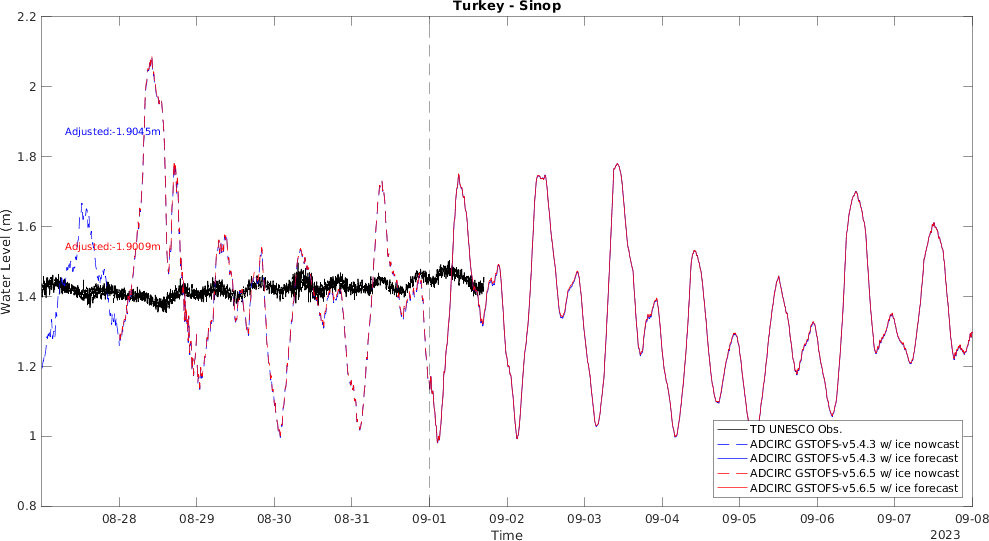 Turkey - Sinop
2.2
2
1.8
1.6
1.4
1.2
1
0.8
Water Level (m)
Adjusted:-1.9045m
Adjusted:-1.9009m
TD UNESCO Obs.
ADCIRC GSTOFS-v5.4.3 w/ ice nowcast
ADCIRC GSTOFS-v5.4.3 w/ ice forecast
ADCIRC GSTOFS-v5.6.5 w/ ice nowcast
ADCIRC GSTOFS-v5.6.5 w/ ice forecast
08-28 08-29 08-30 08-31 09-01 09-02 09-03 09-04 09-05 09-06 09-07 09-08
Time
2023